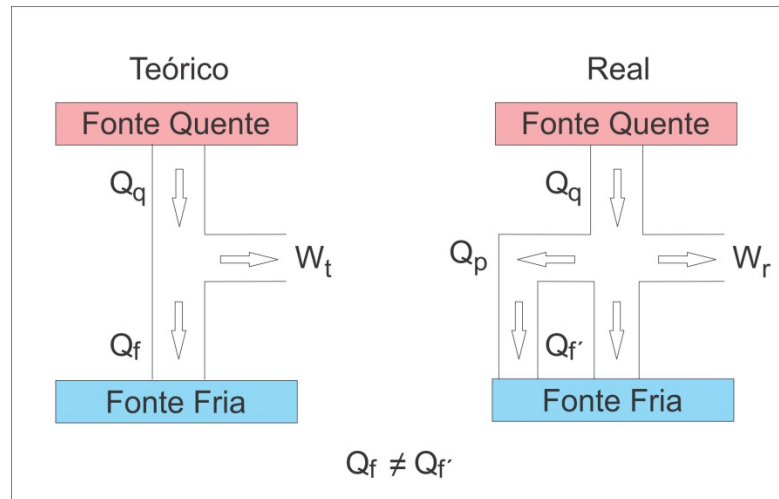 Teórico
Real
Fonte Quente
Fonte Quente
Qq
Qq
Wt
Qp
Wr
Qf
Qf´
Fonte Fria
Fonte Fria
Qf ≠ Qf´